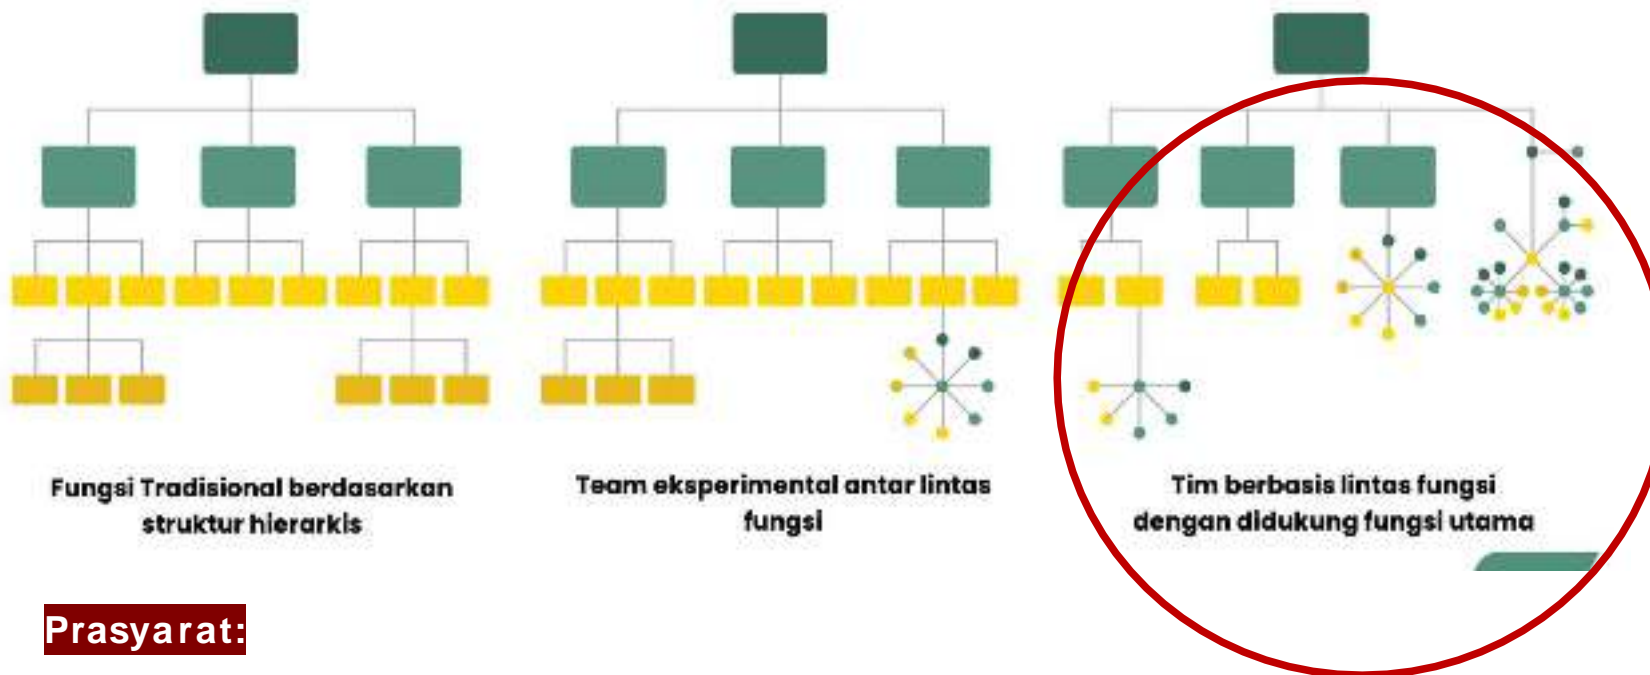 Fungsi Tradisional berdasarkan
struktur hierarkis
Team eksperimental antar lintas
fungsi
Tim berbasis lintas fungsi
dengan didukung fungsi utama
Prasyarat: